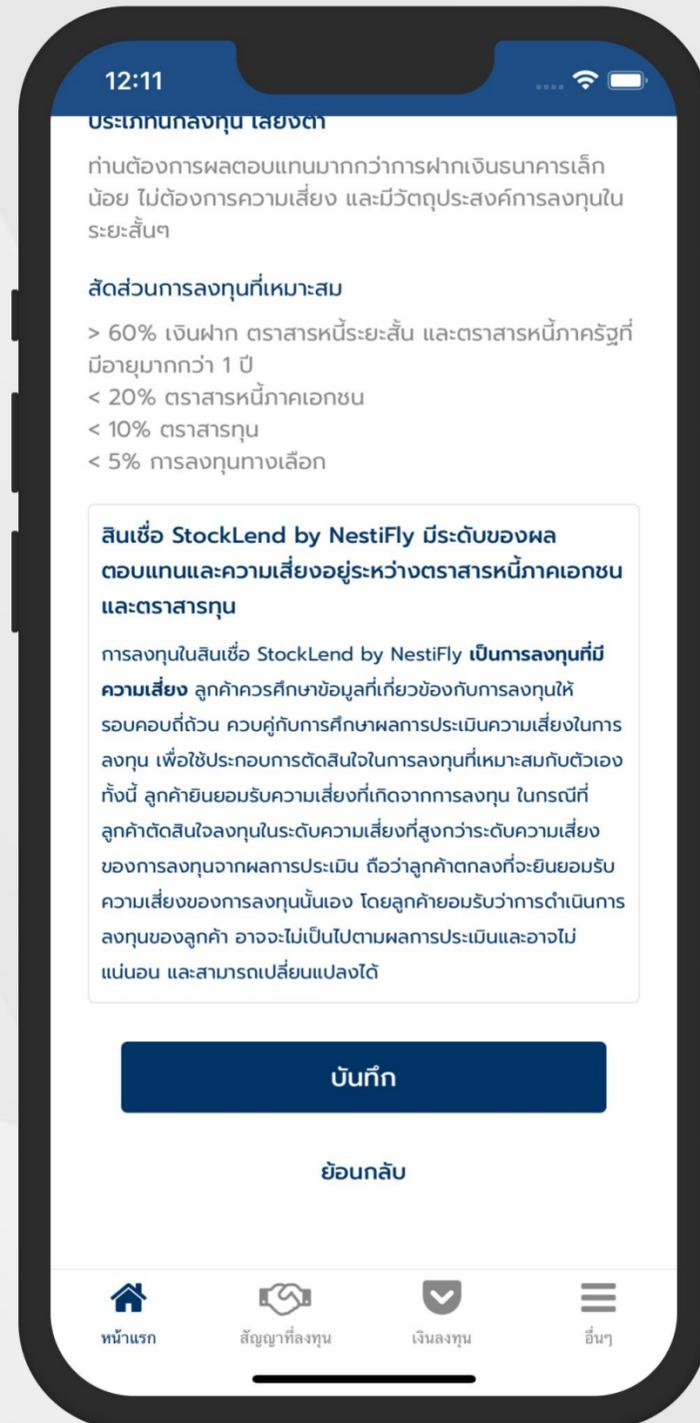 12:11
ประเภทนักลงทุน เสี่ยงต่ำ
ท่านต้องการผลตอบแทนมากกว่าการฝากเงินธนาคารเล็ก
น้อย ไม่ต้องการความเสี่ยง และมีวัตถุประสงค์การลงทุนใน
ระยะสั้นๆ
สัดส่วนการลงทุนที่เหมาะสม
> 60% เงินฝาก ตราสารหนี้ระยะสั้น และตราสารหนี้ภาครัฐที่
มีอายุมากกว่า 1 ปี
< 20% ตราสารหนี้ภาคเอกชน
< 10% ตราสารทุน
< 5% การลงทุนทางเลือก
สินเชื่อ StockLend by NestiFly มีระดับของผล
ตอบแทนและความเสี่ยงอยู่ระหว่างตราสารหนี้ภาคเอกชน
และตราสารทุน
การลงทุนในสินเชื่อ StockLend by NestiFly เป็นการลงทุนที่มี
ความเสี่ยง ลูกค้าควรศึกษาข้อมูลที่เกี่ยวข้องกับการลงทุนให้
รอบคอบถี่ถ้วน ควบคู่กับการศึกษาผลการประเมินความเสี่ยงในการ
ลงทุน เพื่อใช้ประกอบการตัดสินใจในการลงทุนที่เหมาะสมกับตัวเอง
ทั้งนี้ ลูกค้ายินยอมรับความเสี่ยงที่เกิดจากการลงทุน ในกรณีที่
ลูกค้าตัดสินใจลงทุนในระดับความเสี่ยงที่สูงกว่าระดับความเสี่ยง
ของการลงทุนจากผลการประเมิน ถือว่าลูกค้าตกลงที่จะยินยอมรับ
ความเสี่ยงของการลงทุนนั้นเอง โดยลูกค้ายอมรับว่าการดำเนินการ
ลงทุนของลูกค้า อาจจะไม่เป็นไปตามผลการประเมินและอาจไม่
แน่นอน และสามารถเปลี่ยนแปลงได้
บันทึก
ย้อนกลับ
หน้าแรก สัญญาที่ลงทุน เงินลงทุน อื่นๆ